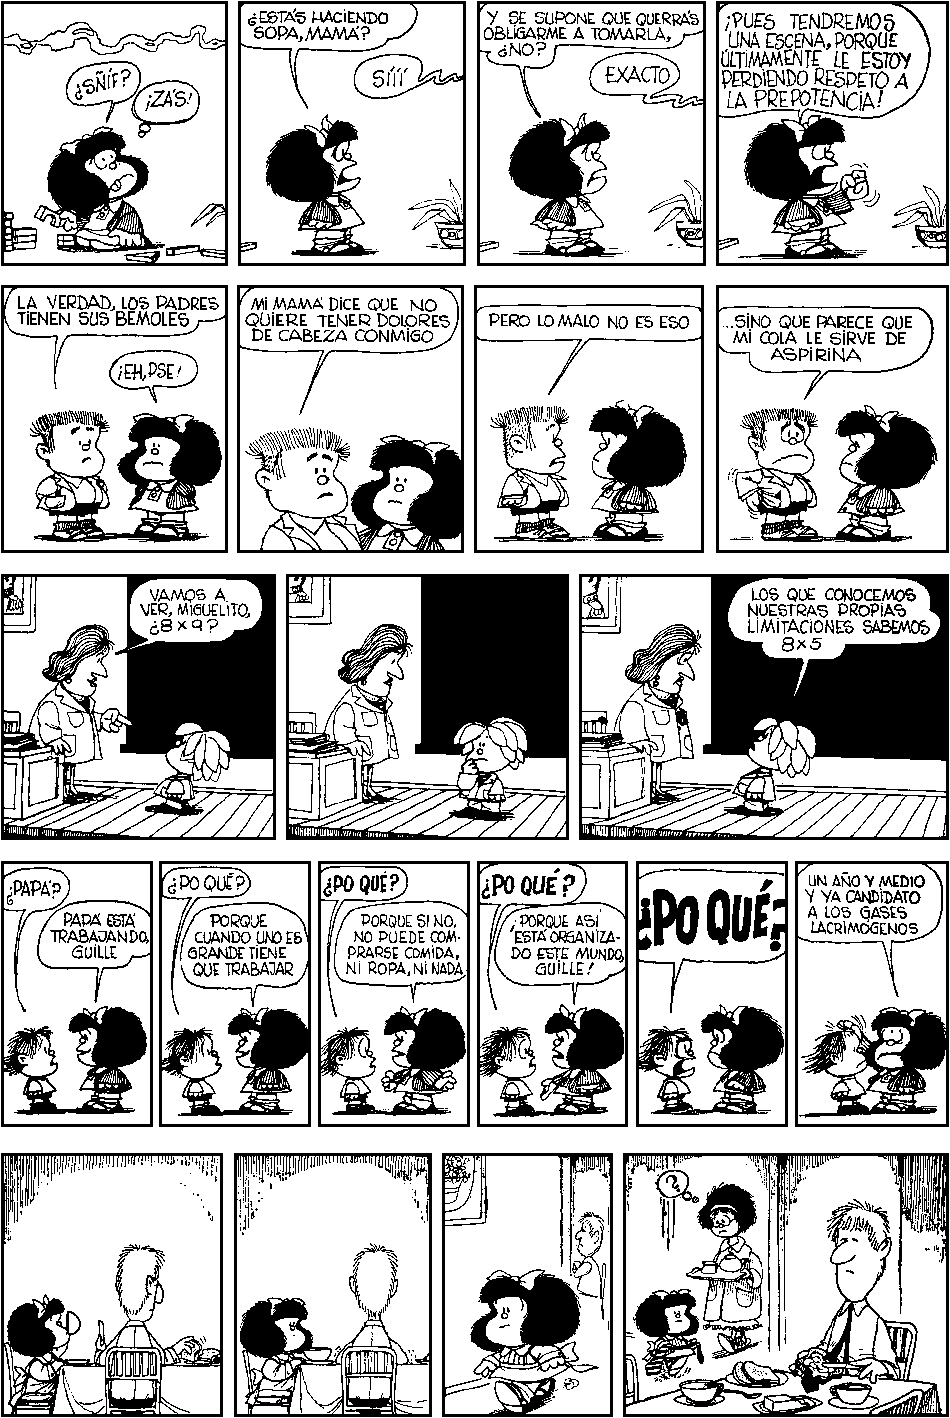 ¿SÑÍF?
¡ZÁS!
¿ESTÁS HACIENDO
SOPA, MAMÁ?
SÍÍÍ
Y SE SUPONE QUE QUERRÁS
OBLIGARME A TOMARLA,
¿NO?
EXACTO
¡PUES TENDREMOS
UNA ESCENA, PORQUE
ÚLTIMAMENTE LE ESTOY
PERDIENDO RESPETO A
LA PREPOTENCIA!
LA VERDAD, LOS PADRES
TIENEN SUS BEMOLES
¡EH, PSE!
MI MAMÁ DICE QUE NO
QUIERE TENER DOLORES
DE CABEZA CONMIGO
PERO LO MALO NO ES ESO
...SINO QUE PARECE QUE
MI COLA LE SIRVE DE
ASPIRINA
VAMOS A
VER, MIGUELITO,
¿8 X 9?
LOS QUE CONOCEMOS
NUESTRAS PROPIAS
LIMITACIONES SABEMOS
8 X 5
¿PAPÁ?
PAPÁ ESTÁ
TRABAJANDO,
GUILLE
¿PO QUÉ?
PORQUE
CUANDO UNO ES
GRANDE TIENE
QUE TRABAJAR
¿PO QUÉ?
PORQUE SI NO,
NO PUEDE COM-
PRARSE COMIDA,
NI ROPA, NI NADA
¿PO QUÉ?
¡PORQUE ASÍ
ESTÁ ORGANIZA-
DO ESTE MUNDO,
GUILLE!
¿PO QUÉ?
UN AÑO Y MEDIO
Y YA CANDIDATO
A LOS GASES
LACRIMÓGENOS
?